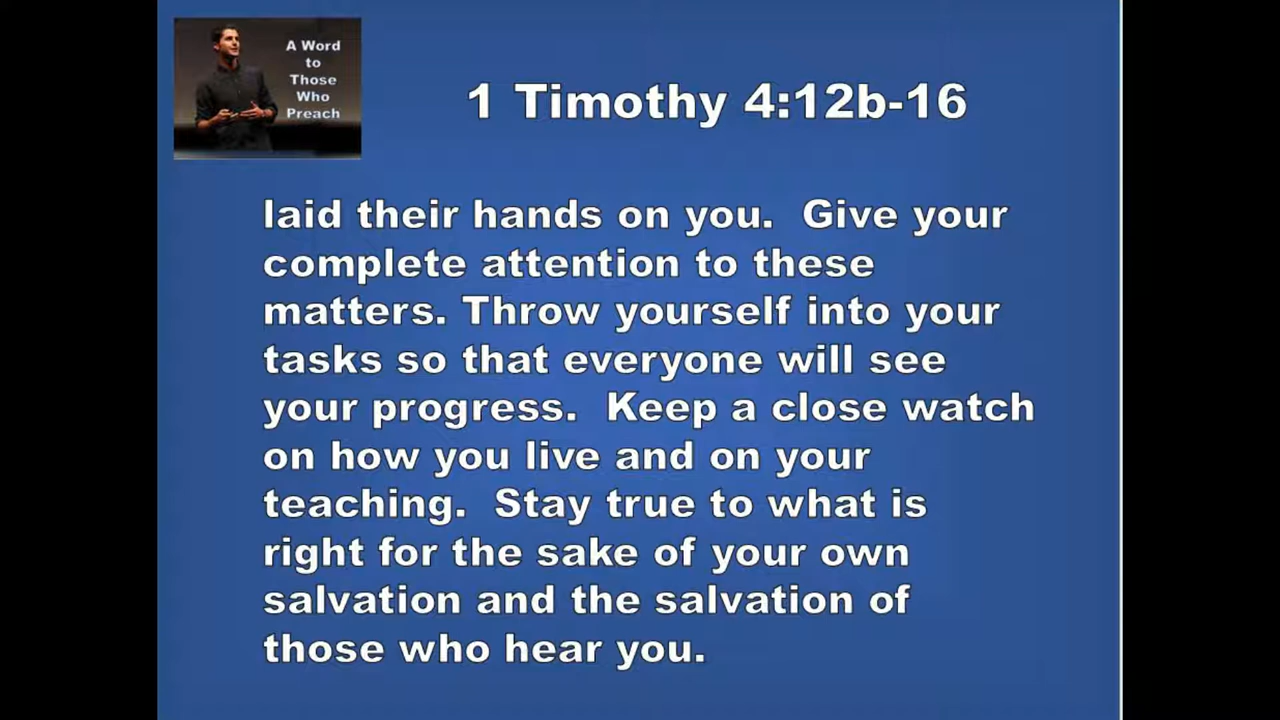 A Word
to
Those
Who
Preach
1 Timothy 4:12b-16
laid their hands on you.  Give your
complete attention to these
matters. Throw yourself into your
tasks so that everyone will see
your progress.  Keep a close watch
on how you live and on your
teaching.  Stay true to what is
right for the sake of your own
salvation and the salvation of
those who hear you.